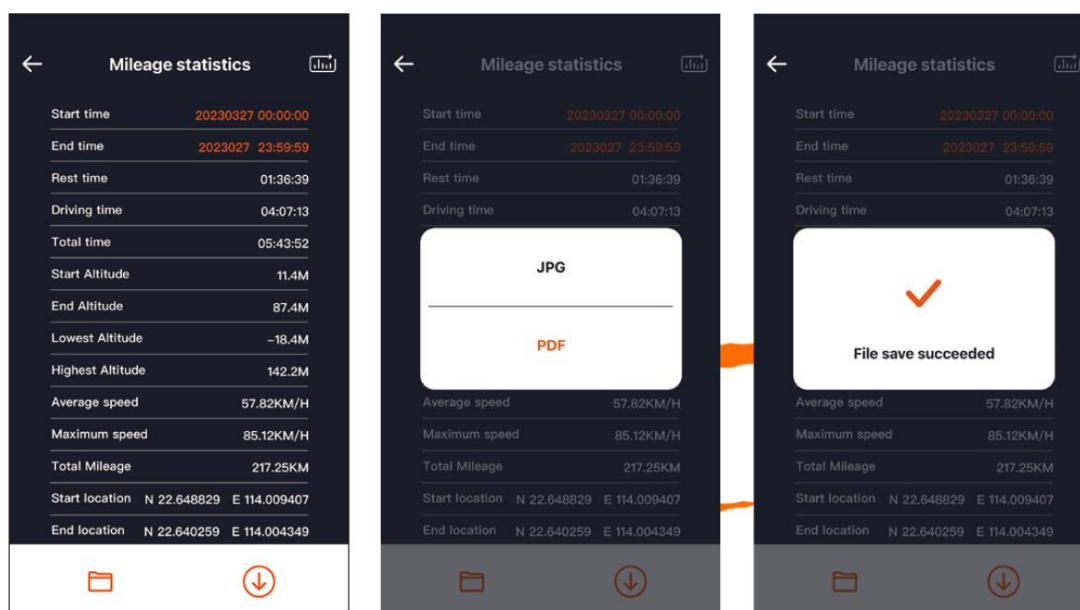 Mileage statistics
Start time 20230327 00:00:00
End time 2023027 23:59:59
Rest time 01:36:39
Driving time 04:07:13
Total time 05:43:52
Start Altitude 11.4M
End Altitude 87.4M
Lowest Altitude -18.4M
Highest Altitude 142.2M
Average speed 57.82KM/H
Maximum speed 85.12KM/H
Total Mileage 217.25KM
Start location N 22.648829 E 114.009407
End location N 22.640259 E 114.004349
Mileage statistics
Start time 20230327 00:00:00
End time 2023027 23:59:59
Rest time 01:36:39
Driving time 04:07:13
JPG
PDF
Average speed 57.82KM/H
Maximum speed 85.12KM/H
Total Mileage 217.25KM
Start location N 22.648829 E 114.009407
End location N 22.640259 E 114.004349
Mileage statistics
Start time 20230327 00:00:00
End time 2023027 23:59:59
Rest time 01:36:39
Driving time 04:07:13
File save succeeded
Average speed 57.82KM/H
Maximum speed 85.12KM/H
Total Mileage 217.25KM
Start location N 22.648829 E 114.009407
End location N 22.640259 E 114.004349